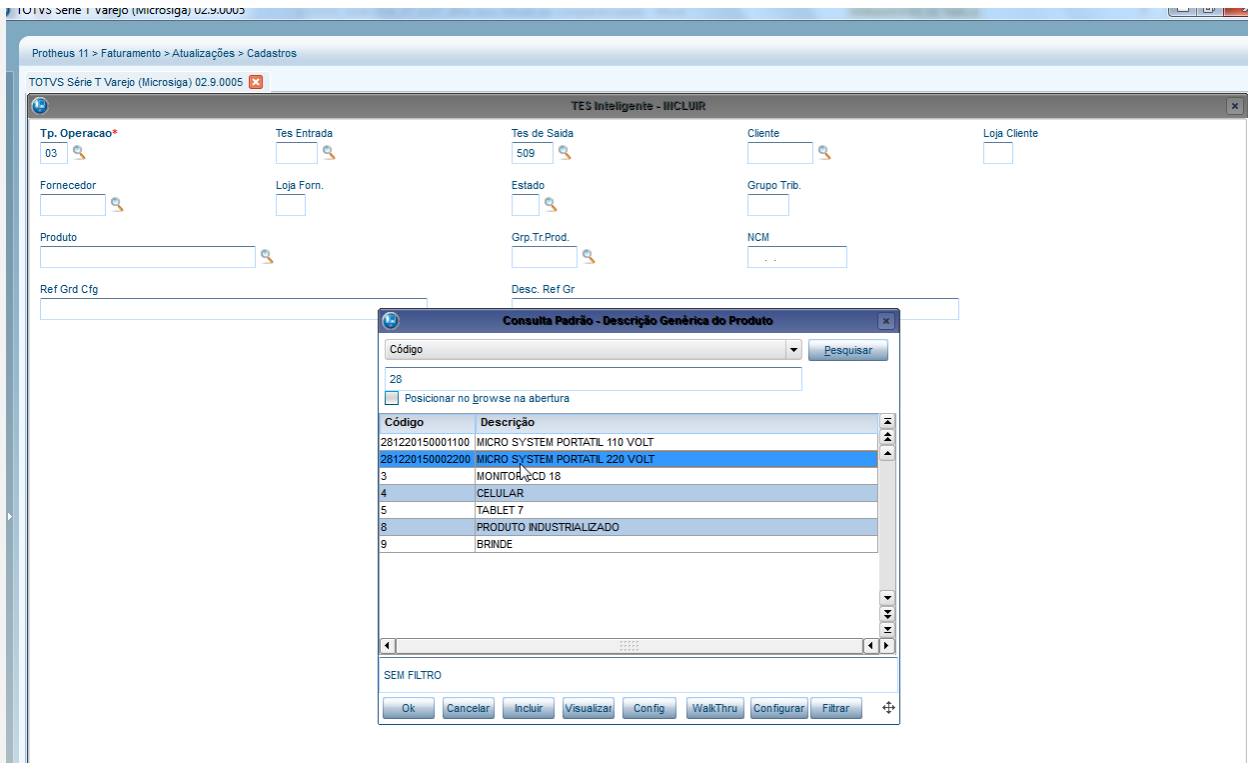 TOTVS Série T Varejo (Microsiga) 02.9.0005
Protheus 11 > Faturamento > Atualizações > Cadastros
TOTVS Série T Varejo (Microsiga) 02.9.0005
TES Inteligente - INCLUIR
Tp. Operacao* Tes Entrada Tes de Saida Cliente Loja Cliente
03 509
Fornecedor Loja Forn. Estado Grupo Trib.
Produto Grp.Tr.Prod. NCM
. .
Ref Grd Cfg Desc. Ref Gr
Consulta Padrão - Descrição Genérica do Produto
Código Pesquisar
28
Posicionar no browse na abertura
Código Descrição
281220150001100 MICRO SYSTEM PORTATIL 110 VOLT
281220150002200 MICRO SYSTEM PORTATIL 220 VOLT
3 MONITOR LCD 18
4 CELULAR
5 TABLET 7
8 PRODUTO INDUSTRIALIZADO
9 BRINDE
SEM FILTRO
Ok Cancelar Incluir Visualizar Config WalkThru Configurar Filtrar